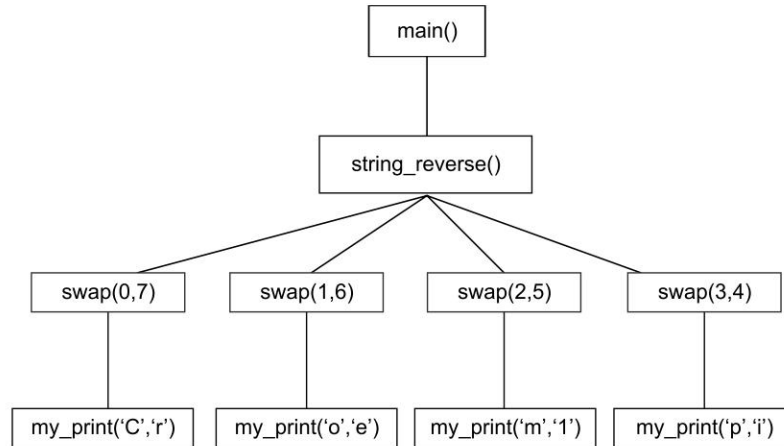 main()
string_reverse()
swap(0,7)
swap(1,6)
swap(2,5)
swap(3,4)
my_print(‘C’,‘r’)
my_print(‘o’,‘e’)
my_print(‘m’,‘1’)
my_print(‘p’,‘i’)